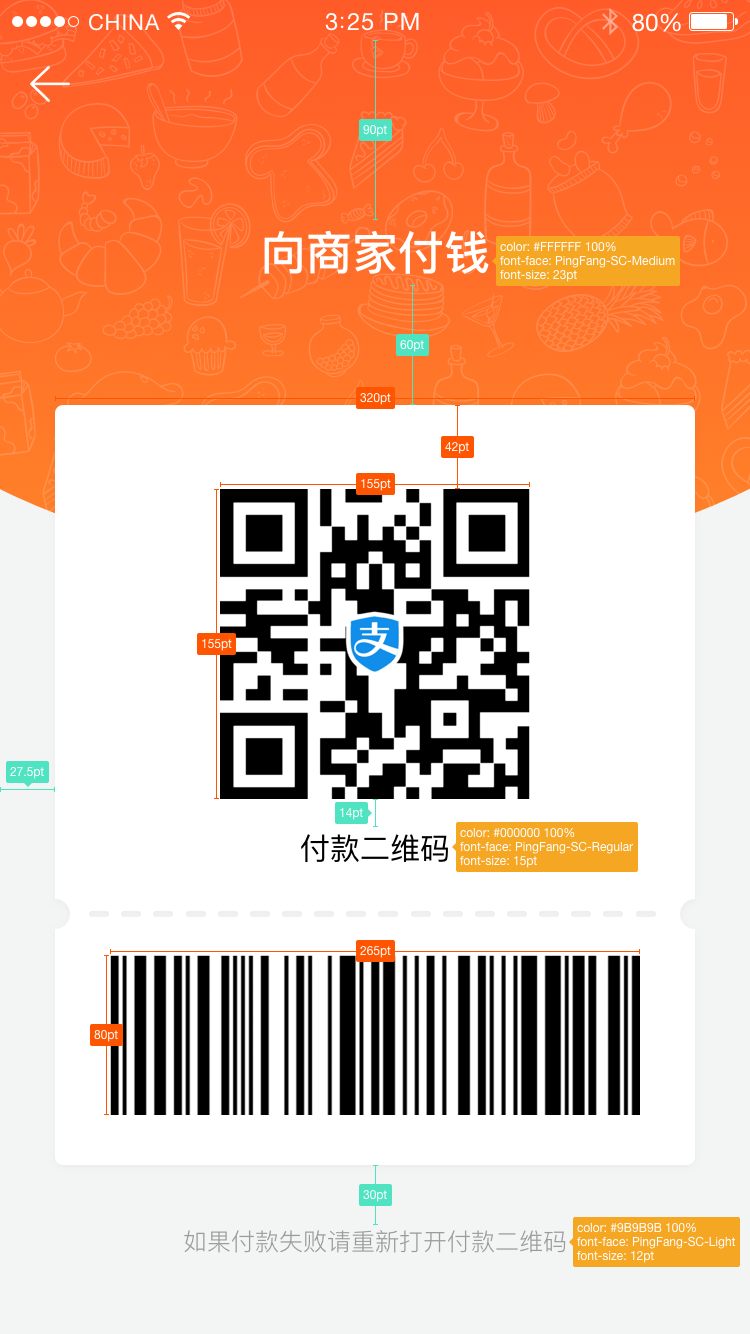 CHINA 3:25 PM 80%
90pt
向商家付钱
color: #FFFFFF 100%
font-face: PingFang-SC-Medium
font-size: 23pt
60pt
320pt
42pt
155pt
支
155pt
27.5pt
14pt
付款二维码
color: #000000 100%
font-face: PingFang-SC-Regular
font-size: 15pt
265pt
80pt
30pt
如果付款失败请重新打开付款二维码
color: #9B9B9B 100%
font-face: PingFang-SC-Light
font-size: 12pt